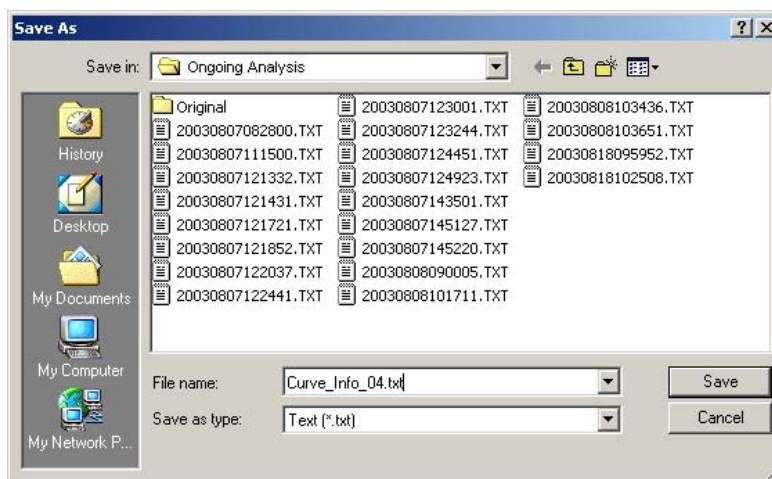 Save As
Save in: Ongoing Analysis
History
Desktop
My Documents
My Computer
My Network P...
Original
20030807082800.TXT
20030807111500.TXT
20030807121332.TXT
20030807121431.TXT
20030807121721.TXT
20030807121852.TXT
20030807122037.TXT
20030807122441.TXT
20030807123001.TXT
20030807123244.TXT
20030807124451.TXT
20030807124923.TXT
20030807143501.TXT
20030807145127.TXT
20030807145220.TXT
20030808090005.TXT
20030808101711.TXT
20030808103436.TXT
20030808103651.TXT
20030818095952.TXT
20030818102508.TXT
File name: Curve_Info_04.txt Save
Save as type: Text (*.txt) Cancel